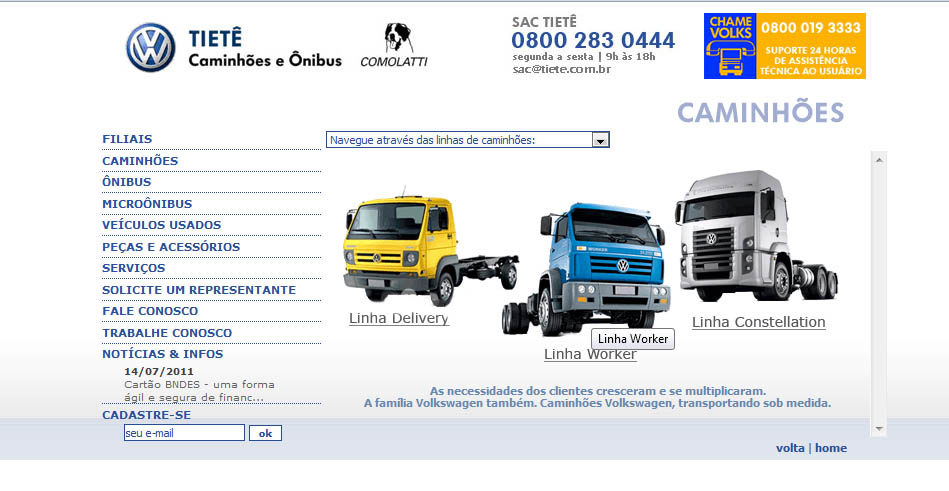 TIETÊ
Caminhões e Ônibus
COMOLATTI
SAC TIETÊ
0800 283 0444
segunda a sexta | 9h às 18h
sac@tiete.com.br
CHAME
VOLKS
0800 019 3333
SUPORTE 24 HORAS
DE ASSISTÊNCIA
TÉCNICA AO USUÁRIO
CAMINHÕES
FILIAIS
CAMINHÕES
ÔNIBUS
MICROÔNIBUS
VEÍCULOS USADOS
PEÇAS E ACESSÓRIOS
SERVIÇOS
SOLICITE UM REPRESENTANTE
FALE CONOSCO
TRABALHE CONOSCO
NOTÍCIAS & INFOS
14/07/2011
Cartão BNDES - uma forma
ágil e segura de financ...
CADASTRE-SE
seu e-mail
ok
Navegue através das linhas de caminhões:
WORKER
Linha Delivery
Linha Worker
Linha Worker
Linha Constellation
As necessidades dos clientes cresceram e se multiplicaram.
A família Volkswagen também. Caminhões Volkswagen, transportando sob medida.
volta | home